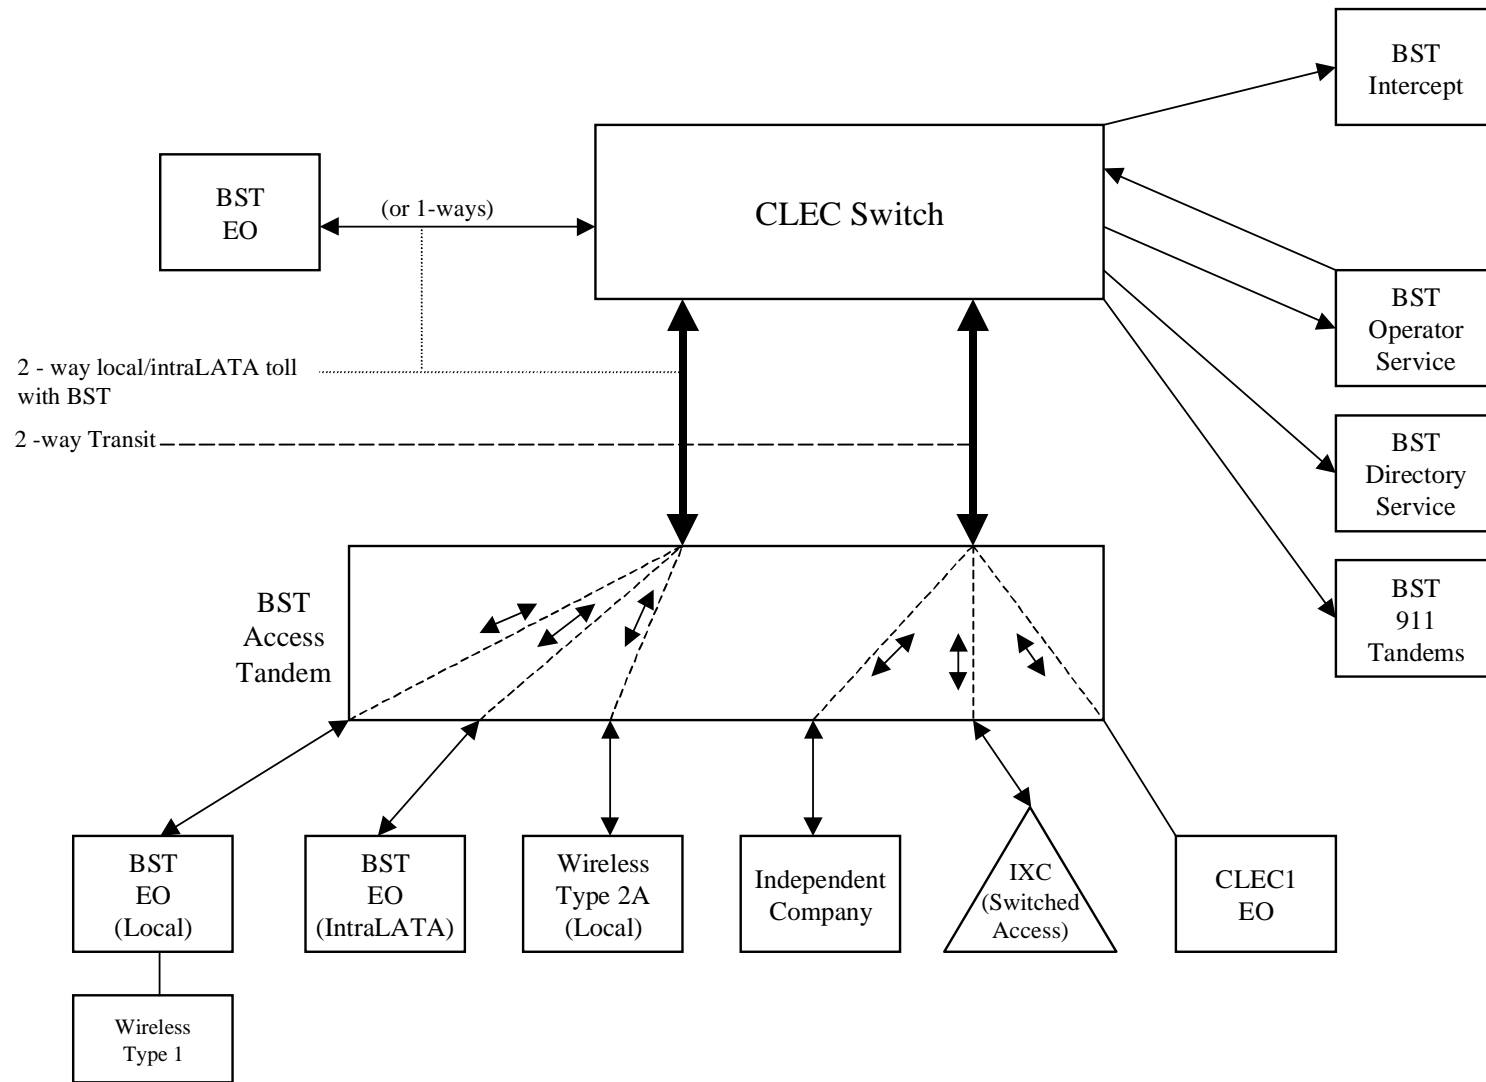 BST
Intercept
BST
EO
(or 1-ways)
CLEC Switch
BST
Operator
Service
2 - way local/intraLATA toll
with BST
2 -way Transit
BST
Directory
Service
BST
911
Tandems
BST
Access
Tandem
BST
EO
(Local)
BST
EO
(IntraLATA)
Wireless
Type 2A
(Local)
Independent
Company
IXC
(Switched
Access)
CLEC1
EO
Wireless
Type 1